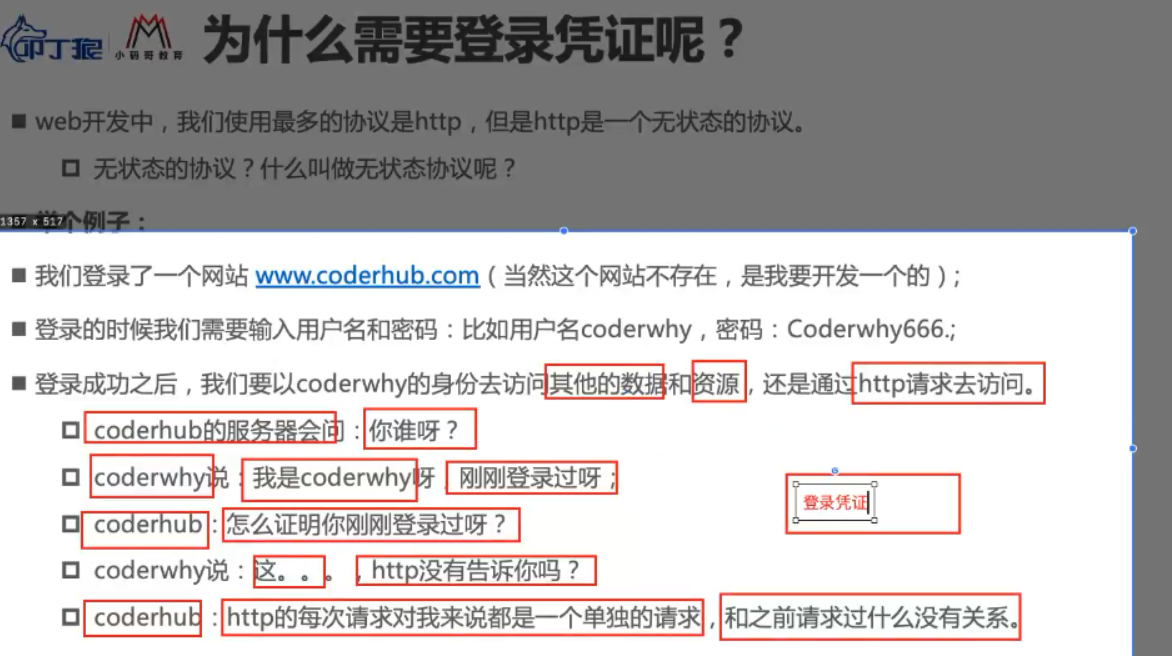 叩丁狼 小码哥教育 为什么需要登录凭证呢？
■ web开发中，我们使用最多的协议是http，但是http是一个无状态的协议。
无状态的协议？什么叫做无状态协议呢？
1357 x 517
举个例子：
■ 我们登录了一个网站 www.coderhub.com（当然这个网站不存在，是我要开发一个的）;
■ 登录的时候我们需要输入用户名和密码：比如用户名coderwhy，密码：Coderwhy666.;
■ 登录成功之后，我们要以coderwhy的身份去访问其他的数据和资源，还是通过http请求去访问。
coderhub的服务器会问：你谁呀？
coderwhy说：我是coderwhy呀，刚刚登录过呀；
登录凭证
coderhub：怎么证明你刚刚登录过呀？
coderwhy说：这。。。，http没有告诉你吗？
coderhub：http的每次请求对我来说都是一个单独的请求，和之前请求过什么没有关系。